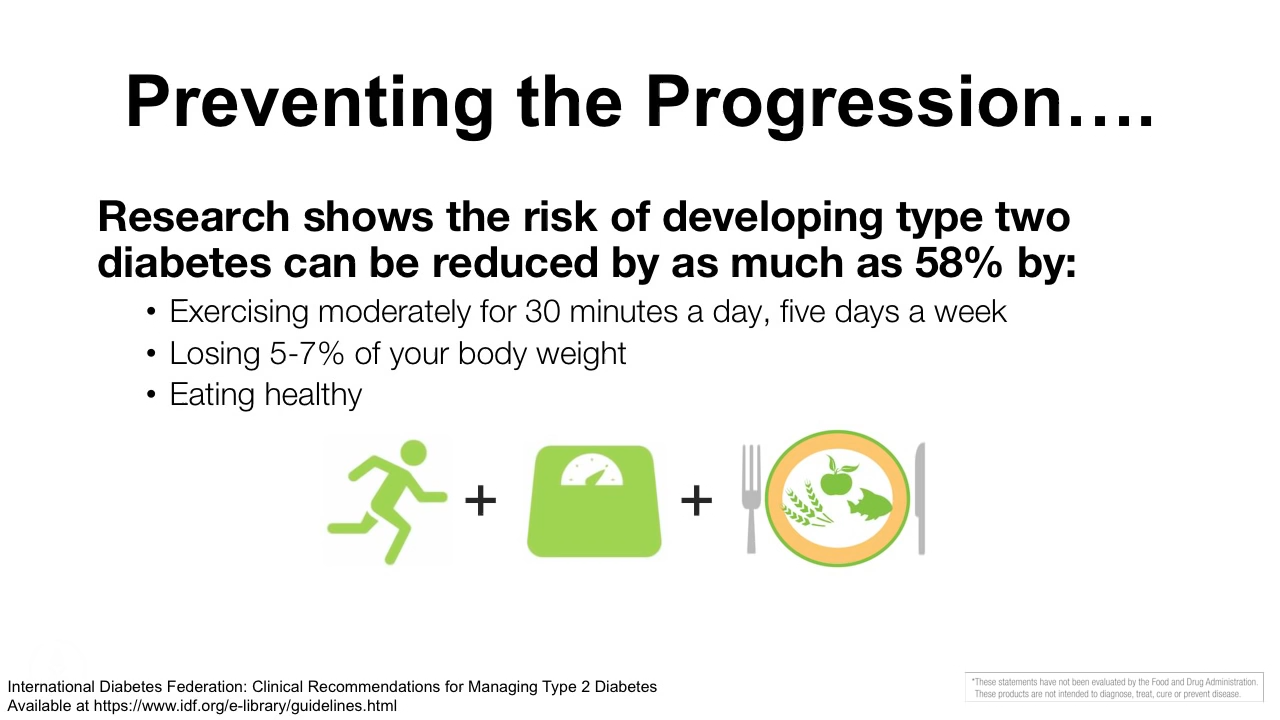 Preventing the Progression….
Research shows the risk of developing type two
diabetes can be reduced by as much as 58% by:
• Exercising moderately for 30 minutes a day, five days a week
• Losing 5-7% of your body weight
• Eating healthy
+ +
International Diabetes Federation: Clinical Recommendations for Managing Type 2 Diabetes
Available at https://www.idf.org/e-library/guidelines.html
*These statements have not been evaluated by the Food and Drug Administration.
These products are not intended to diagnose, treat, cure or prevent disease.